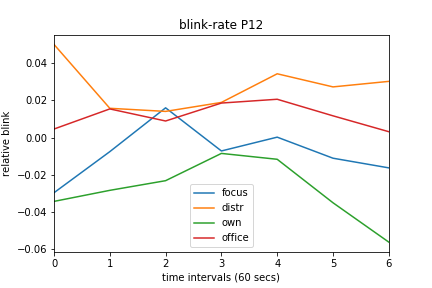 blink-rate P12
relative blink
0.04
0.02
0.00
−0.02
−0.04
−0.06
focus
distr
own
office
0 1 2 3 4 5 6
time intervals (60 secs)